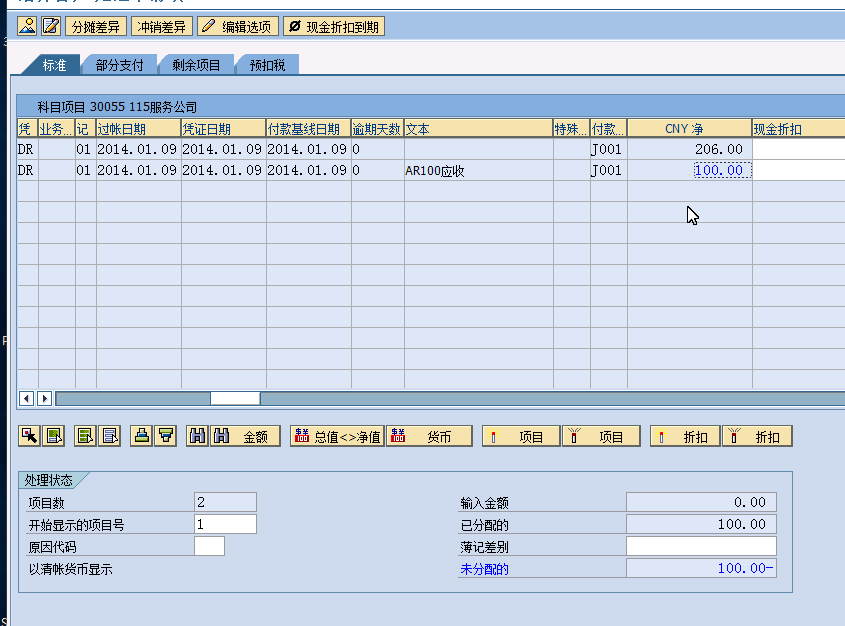 分摊差异 冲销差异 编辑选项 现金折扣到期
标准 部分支付 剩余项目 预扣税
科目项目 30055 115服务公司
凭 业务... 记 过帐日期 凭证日期 付款基线日期 逾期天数 文本 特殊... 付款... CNY 净 现金折扣
DR 01 2014.01.09 2014.01.09 2014.01.09 0 J001 206.00
DR 01 2014.01.09 2014.01.09 2014.01.09 0 AR100应收 J001 100.00
金额 总值<>净值 货币 项目 项目 折扣 折扣
处理状态
项目数 2 输入金额 0.00
开始显示的项目号 1 已分配的 100.00
原因代码 薄记差别
以清帐货币显示 未分配的 100.00-